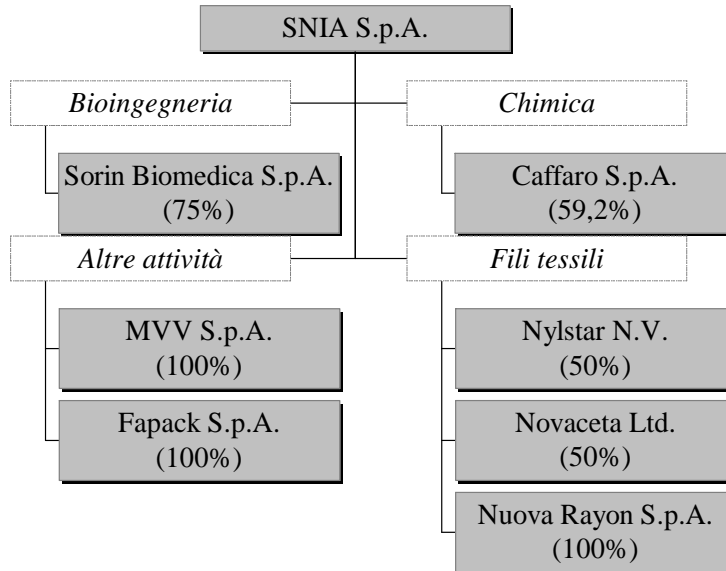 SNIA S.p.A.
Bioingegneria
Chimica
Sorin Biomedica S.p.A.
(75%)
Caffaro S.p.A.
(59,2%)
Altre attività
Fili tessili
MVV S.p.A.
(100%)
Nylstar N.V.
(50%)
Fapack S.p.A.
(100%)
Novaceta Ltd.
(50%)
Nuova Rayon S.p.A.
(100%)